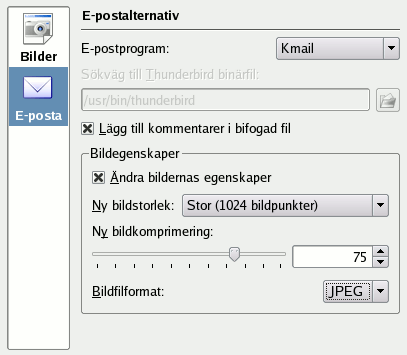 Bilder
E-posta
E-postalternativ
E-postprogram: Kmail
Sökväg till Thunderbird binärfil:
/usr/bin/thunderbird
Lägg till kommentarer i bifogad fil
Bildegenskaper
Ändra bildernas egenskaper
Ny bildstorlek: Stor (1024 bildpunkter)
Ny bildkomprimering:
75
Bildfilformat: JPEG